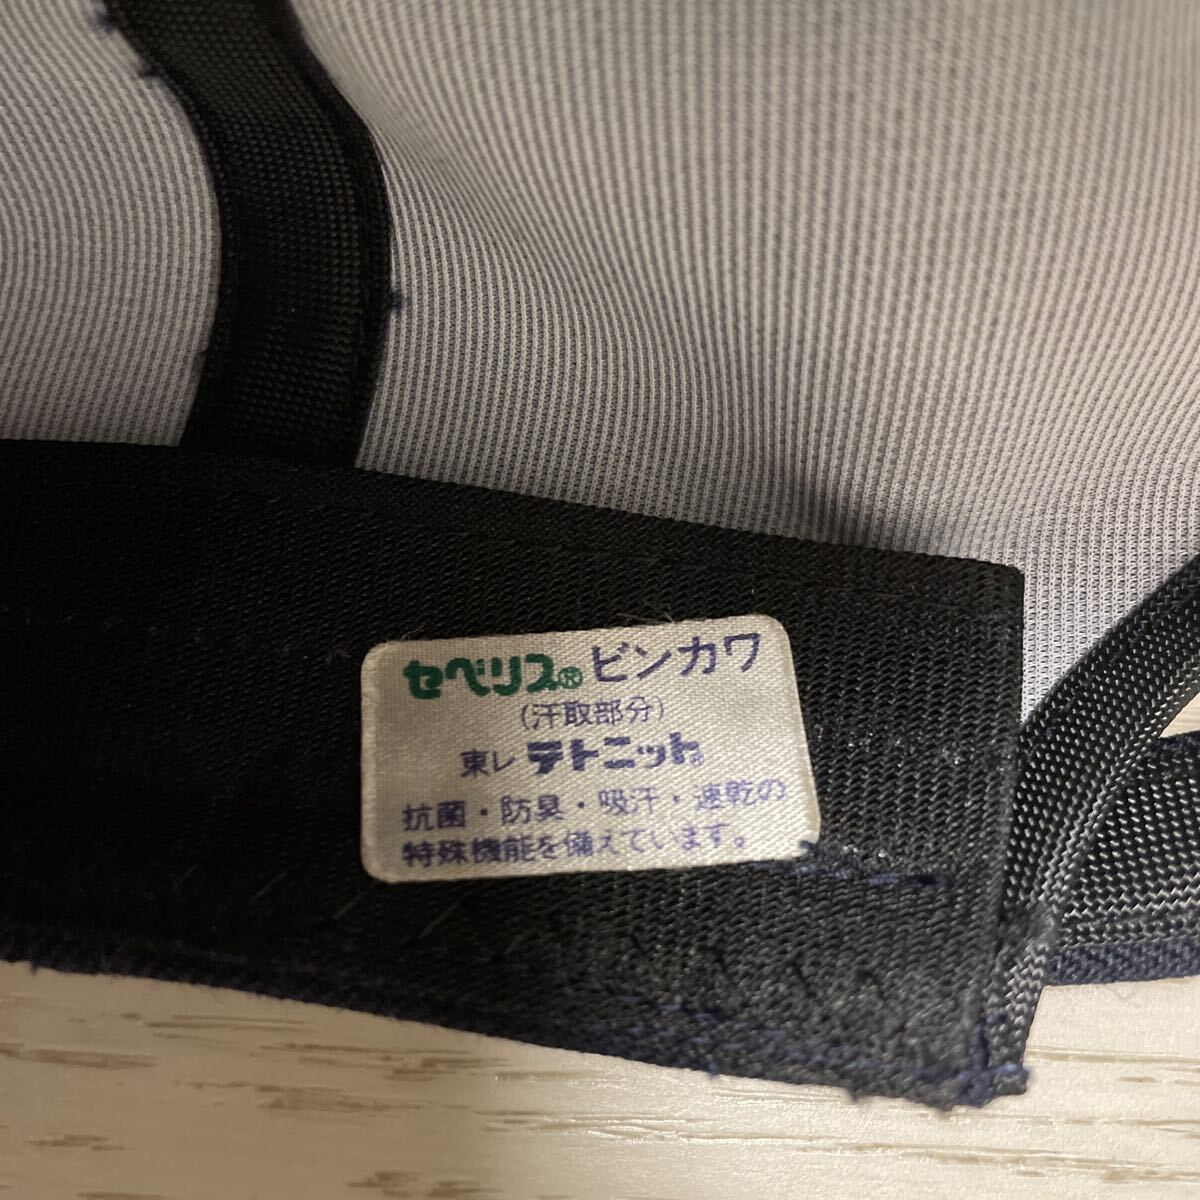 セベリス® ビンカワ
(汗取部分)
東レ テトニット®
抗菌・防臭・吸汗・速乾の
特殊機能を備えています。